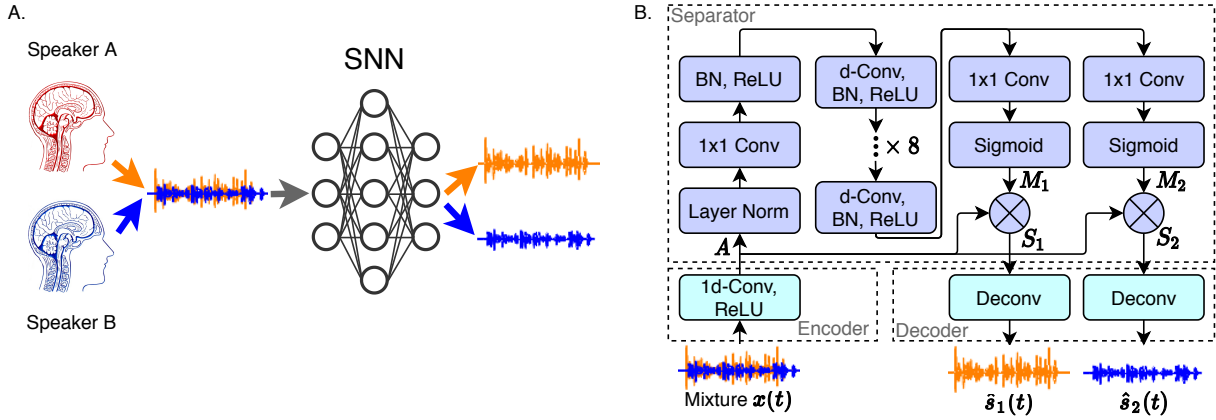 A.
Speaker A
SNN
Speaker B
B.
Separator
BN, ReLU
1x1 Conv
Layer Norm
A
d-Conv,
BN, ReLU
× 8
d-Conv,
BN, ReLU
1x1 Conv
Sigmoid
M₁
S₁
1x1 Conv
Sigmoid
M₂
S₂
1d-Conv,
ReLU
Encoder
Deconv
Deconv
Decoder
Mixture x(t)
ŝ₁(t)
ŝ₂(t)